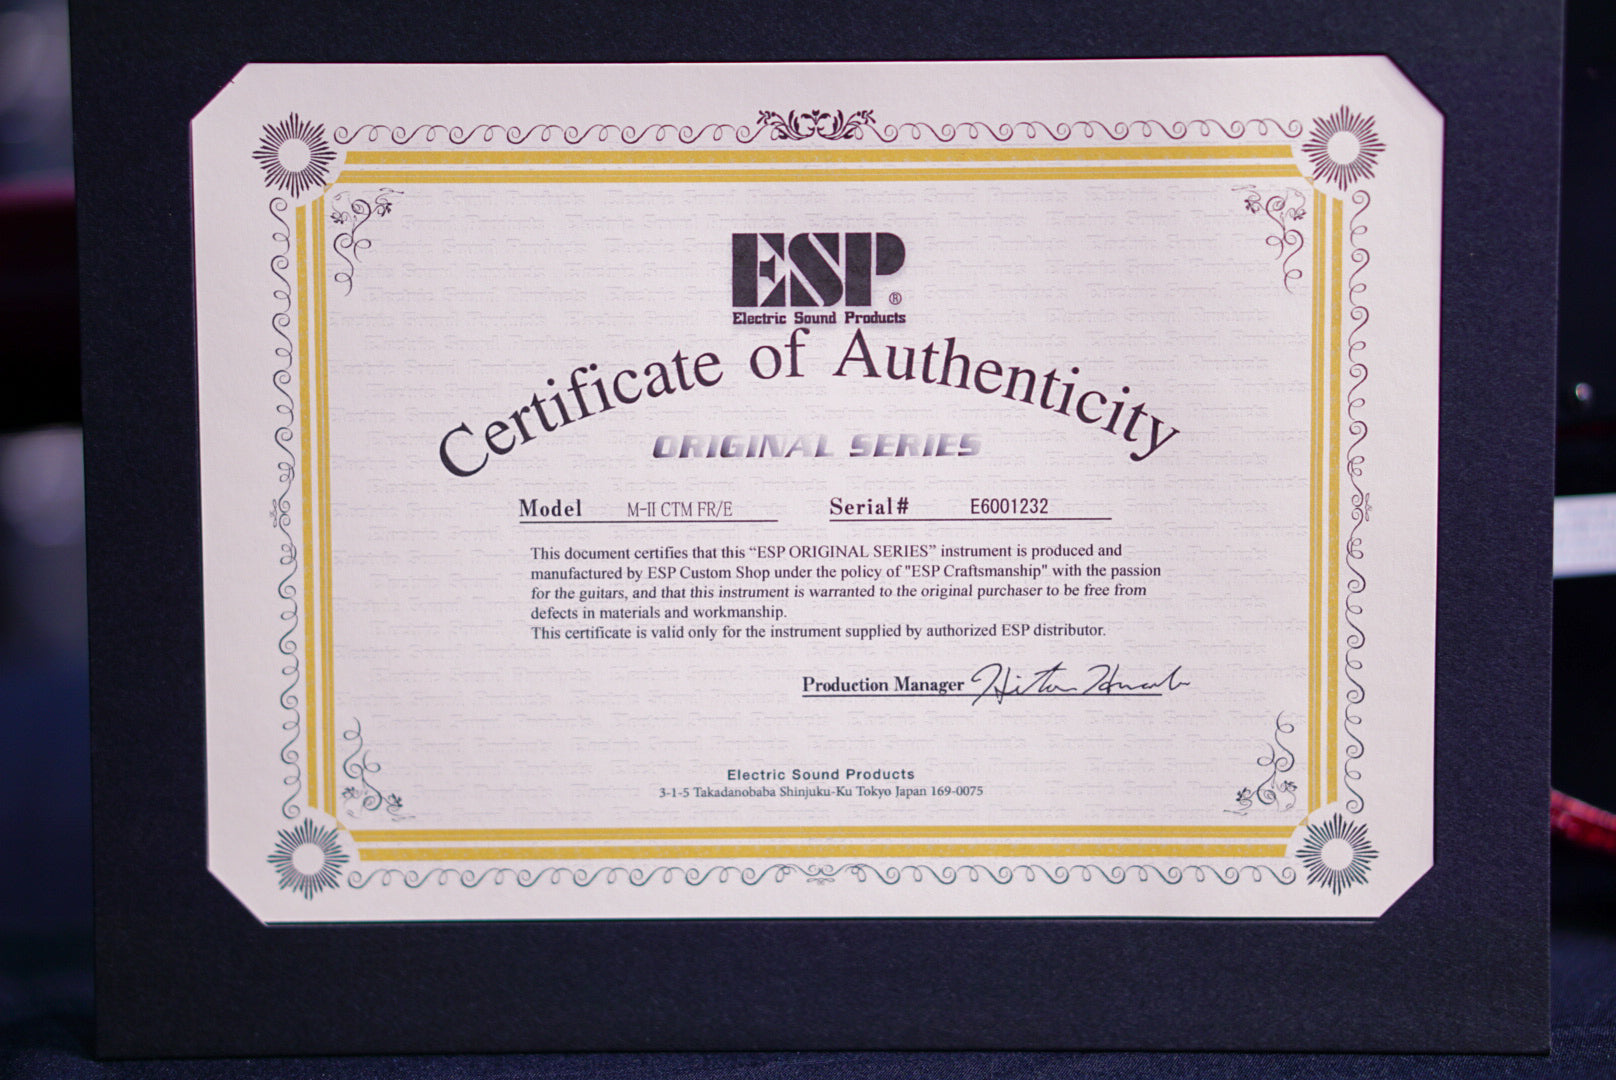 ESP®
Electric Sound Products
Certificate of Authenticity
ORIGINAL SERIES
Model M-II CTM FR/E Serial# E6001232
This document certifies that this “ESP ORIGINAL SERIES” instrument is produced and
manufactured by ESP Custom Shop under the policy of "ESP Craftsmanship" with the passion
for the guitars, and that this instrument is warranted to the original purchaser to be free from
defects in materials and workmanship.
This certificate is valid only for the instrument supplied by authorized ESP distributor.
Production Manager
Electric Sound Products
3-1-5 Takadanobaba Shinjuku-Ku Tokyo Japan 169-0075